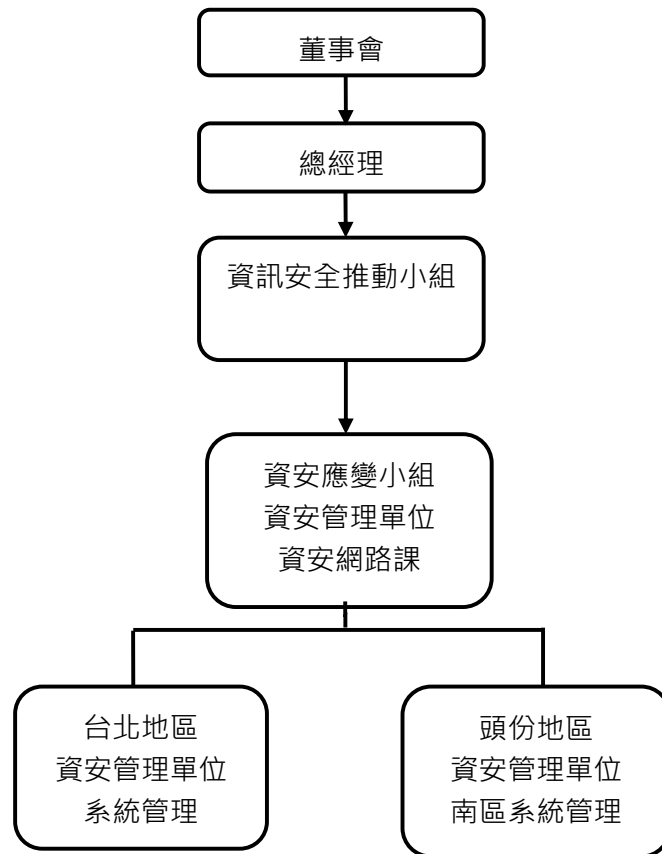 董事會
總經理
資訊安全推動小組
資安應變小組
資安管理單位
資安網路課
台北地區
資安管理單位
系統管理
頭份地區
資安管理單位
南區系統管理